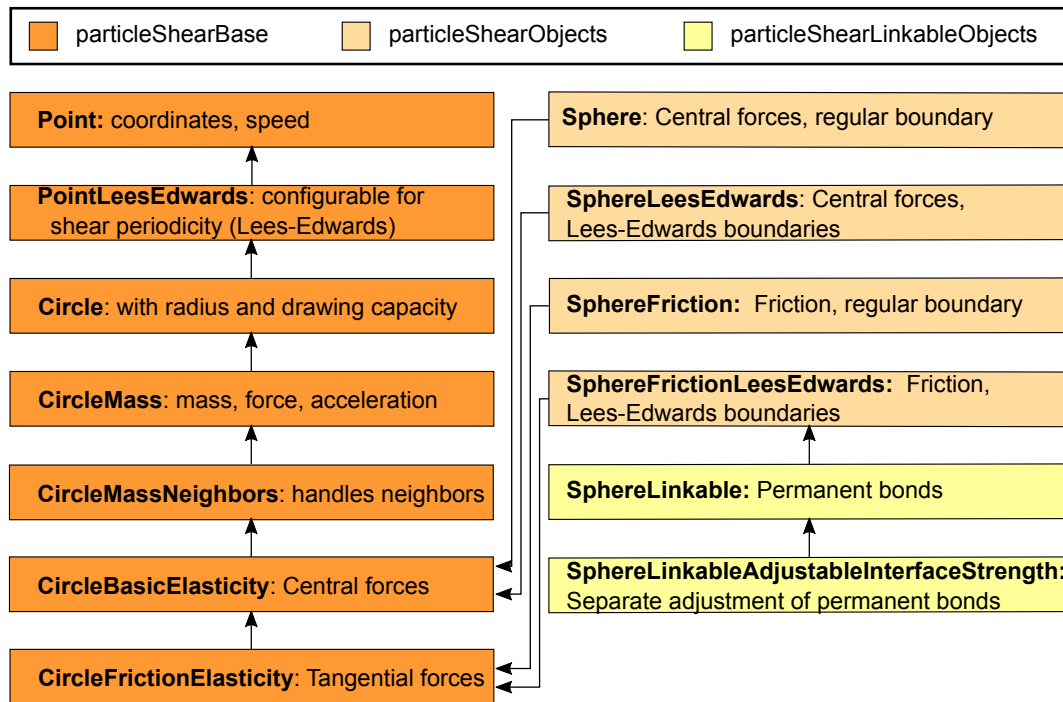 particleShearBase
particleShearObjects
particleShearLinkableObjects
Point: coordinates, speed
PointLeesEdwards: configurable for
shear periodicity (Lees-Edwards)
Circle: with radius and drawing capacity
CircleMass: mass, force, acceleration
CircleMassNeighbors: handles neighbors
CircleBasicElasticity: Central forces
CircleFrictionElasticity: Tangential forces
Sphere: Central forces, regular boundary
SphereLeesEdwards: Central forces,
Lees-Edwards boundaries
SphereFriction: Friction, regular boundary
SphereFrictionLeesEdwards: Friction,
Lees-Edwards boundaries
SphereLinkable: Permanent bonds
SphereLinkableAdjustableInterfaceStrength:
Separate adjustment of permanent bonds